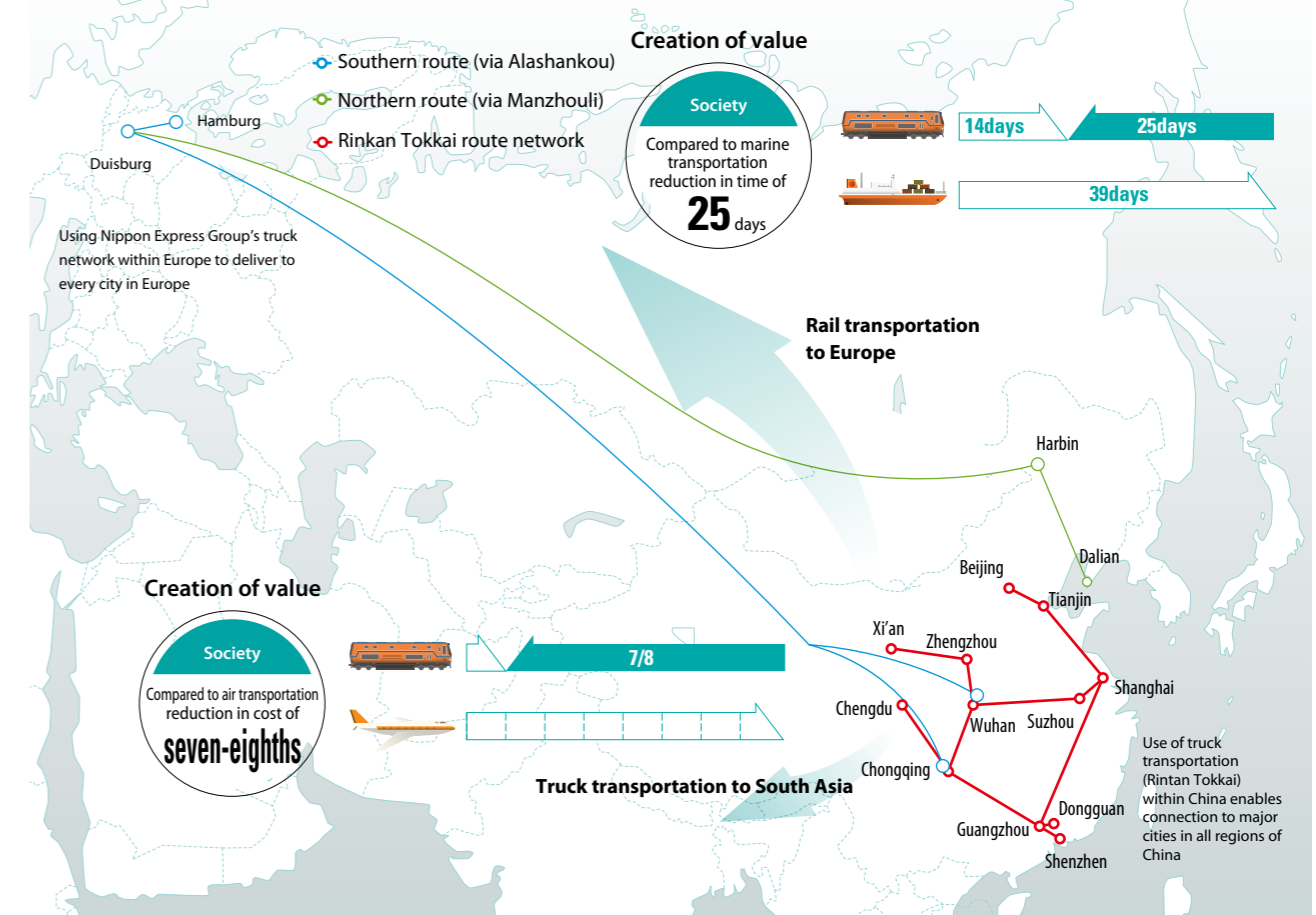 Southern route (via Alashankou)
Northern route (via Manzhouli)
Rinkan Tokkai route network
Hamburg
Duisburg
Using Nippon Express Group's truck
network within Europe to deliver to
every city in Europe
Creation of value
Society
Compared to marine
transportation
reduction in time of
25 days
14days
25days
39days
Rail transportation
to Europe
Harbin
Dalian
Beijing
Tianjin
Xi'an
Zhengzhou
Shanghai
Chengdu
Wuhan
Suzhou
Chongqing
Guangzhou
Dongguan
Shenzhen
Creation of value
Society
Compared to air transportation
reduction in cost of
seven-eighths
7/8
Truck transportation to South Asia
Use of truck
transportation
(Rintan Tokkai)
within China enables
connection to major
cities in all regions of
China